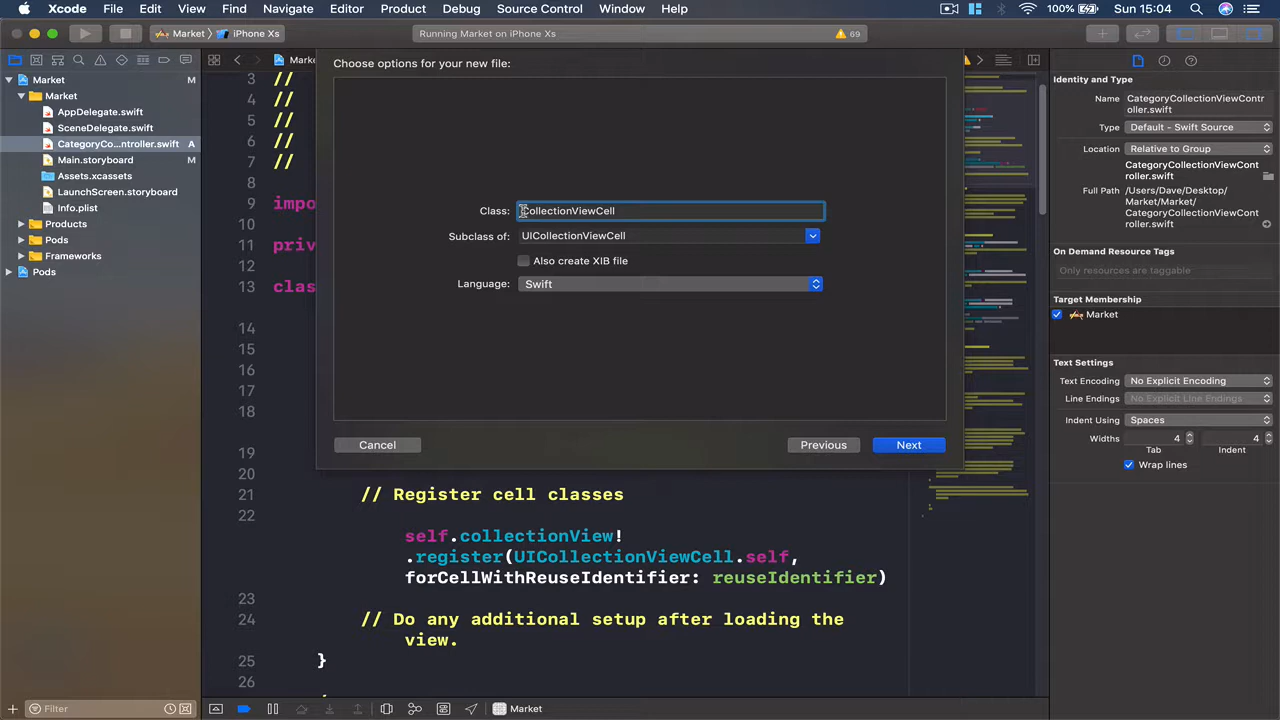 Xcode File Edit View Find Navigate Editor Product Debug Source Control Window Help 100% Sun 15:04
Market iPhone Xs Running Market on iPhone Xs 69
Market M
Market
AppDelegate.swift
SceneDelegate.swift
CategoryCo...ntroller.swift A
Main.storyboard M
Assets.xcassets
LaunchScreen.storyboard
Info.plist
Products
Pods
Frameworks
Pods
Filter
Choose options for your new file:
Class: CollectionViewCell
Subclass of: UICollectionViewCell
Also create XIB file
Language: Swift
Cancel Previous Next
3 //
4 //
5 //
6 //
7 //
8
9 impo
10
11 priv
12
13 clas
14
15
16
17
18
19
20
21 // Register cell classes
22
self.collectionView!
.register(UICollectionViewCell.self,
forCellWithReuseIdentifier: reuseIdentifier)
23
24 // Do any additional setup after loading the
view.
25 }
26
Market
Identity and Type
Name CategoryCollectionViewContr
oller.swift
Type Default - Swift Source
Location Relative to Group
CategoryCollectionViewCont
roller.swift
Full Path /Users/Dave/Desktop/
Market/Market/
CategoryCollectionViewCont
roller.swift
On Demand Resource Tags
Only resources are taggable
Target Membership
Market
Text Settings
Text Encoding No Explicit Encoding
Line Endings No Explicit Line Endings
Indent Using Spaces
Widths 4 4
Tab Indent
Wrap lines